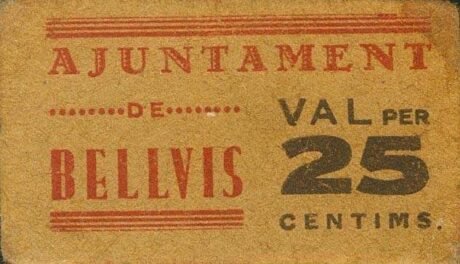 AJUNTAMENT
DE
BELLVIS
VAL PER
25
CENTIMS.